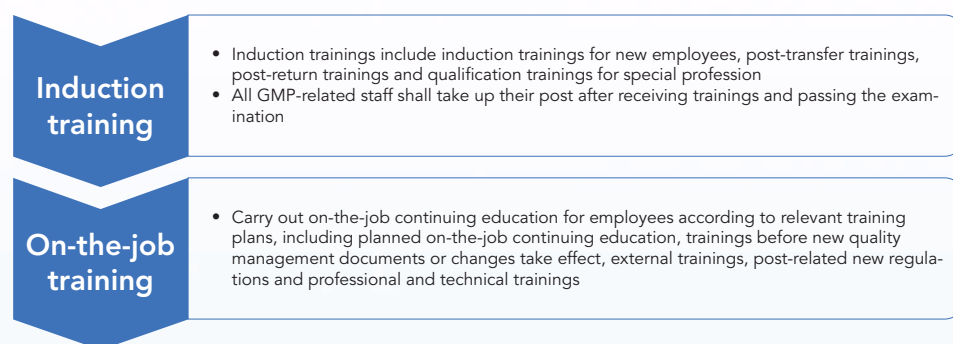 Induction
training
• Induction trainings include induction trainings for new employees, post-transfer trainings,
post-return trainings and qualification trainings for special profession
• All GMP-related staff shall take up their post after receiving trainings and passing the exam-
ination
On-the-job
training
• Carry out on-the-job continuing education for employees according to relevant training
plans, including planned on-the-job continuing education, trainings before new quality
management documents or changes take effect, external trainings, post-related new regula-
tions and professional and technical trainings